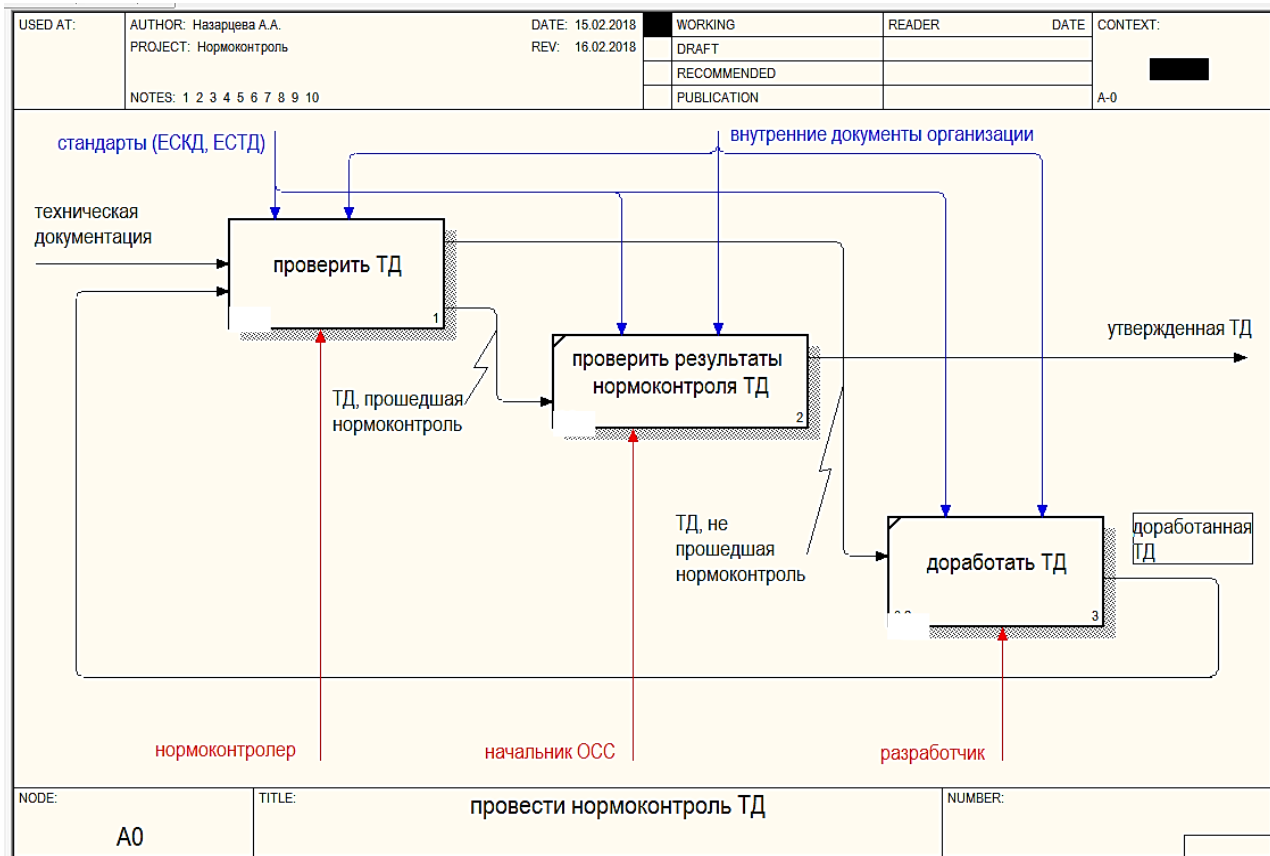 USED AT:
AUTHOR: Назарцева А.А.
DATE: 15.02.2018
WORKING
READER
DATE
CONTEXT:
PROJECT: Нормоконтроль
REV: 16.02.2018
DRAFT
RECOMMENDED
NOTES: 1 2 3 4 5 6 7 8 9 10
PUBLICATION
A-0
стандарты (ЕСКД, ЕСТД)
внутренние документы организации
техническая
документация
проверить ТД
1
утвержденная ТД
проверить результаты
нормоконтроля ТД
2
ТД, прошедшая
нормоконтроль
ТД, не
прошедшая
нормоконтроль
доработанная
ТД
доработать ТД
3
нормоконтролер
начальник ОСС
разработчик
NODE:
TITLE:
провести нормоконтроль ТД
NUMBER:
A0